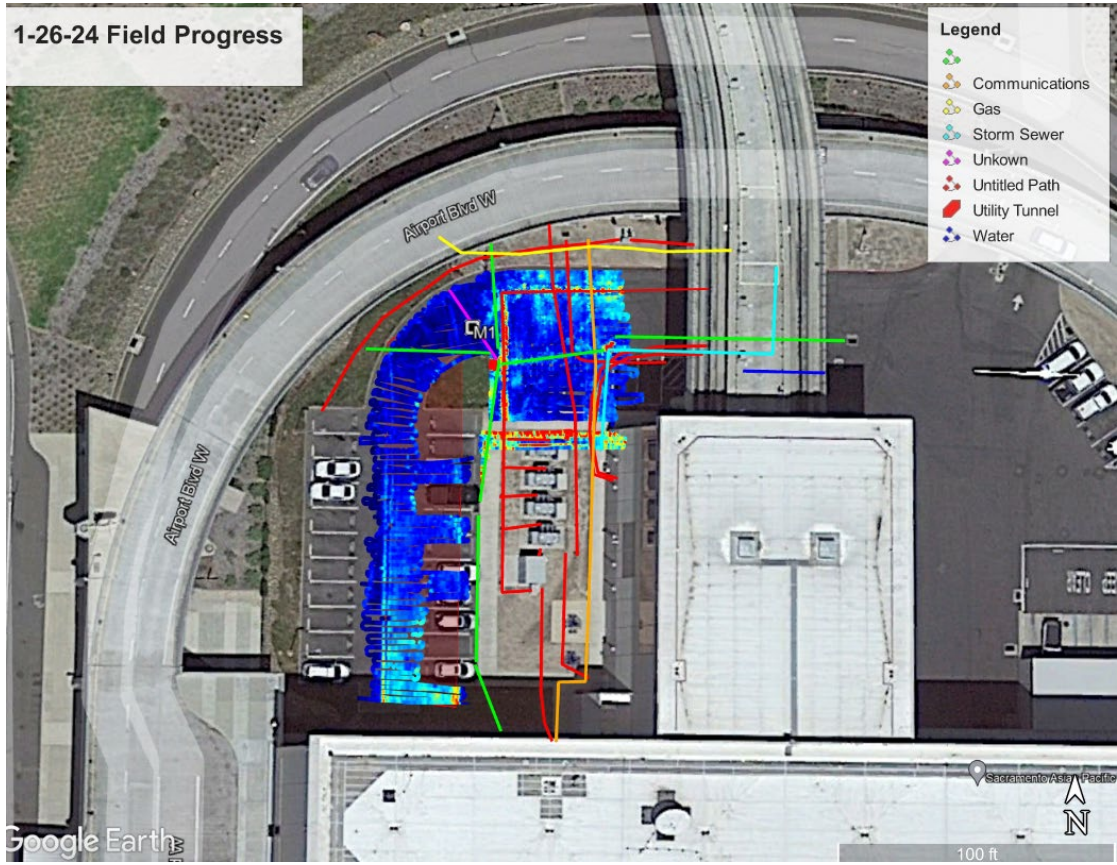 1-26-24 Field Progress
Legend
Communications
Gas
Storm Sewer
Unkown
Untitled Path
Utility Tunnel
Water
Airport Blvd W
M1
Airport Blvd W
Sacramento Asian Pacific
N
Google Earth
100 ft